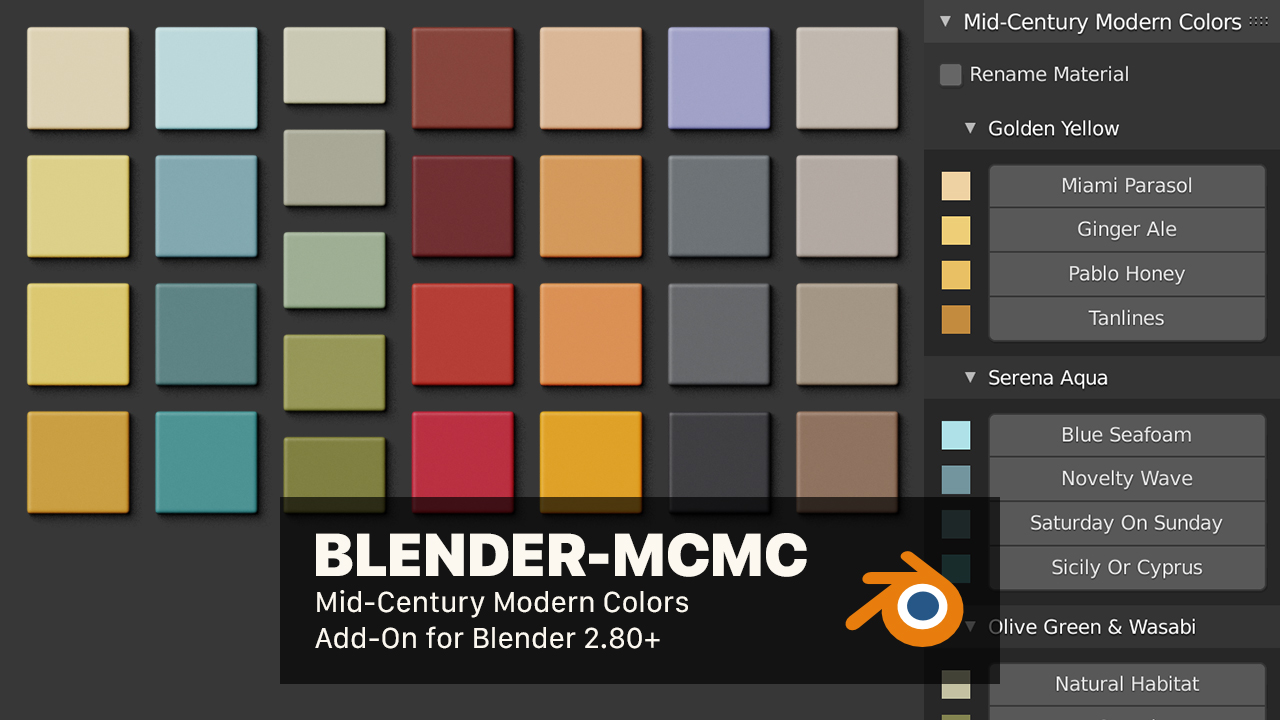 Mid-Century Modern Colors
Rename Material
Golden Yellow
Miami Parasol
Ginger Ale
Pablo Honey
Tanlines
Serena Aqua
Blue Seafoam
Novelty Wave
Saturday On Sunday
Sicily Or Cyprus
Olive Green & Wasabi
Natural Habitat
BLENDER-MCMC
Mid-Century Modern Colors
Add-On for Blender 2.80+